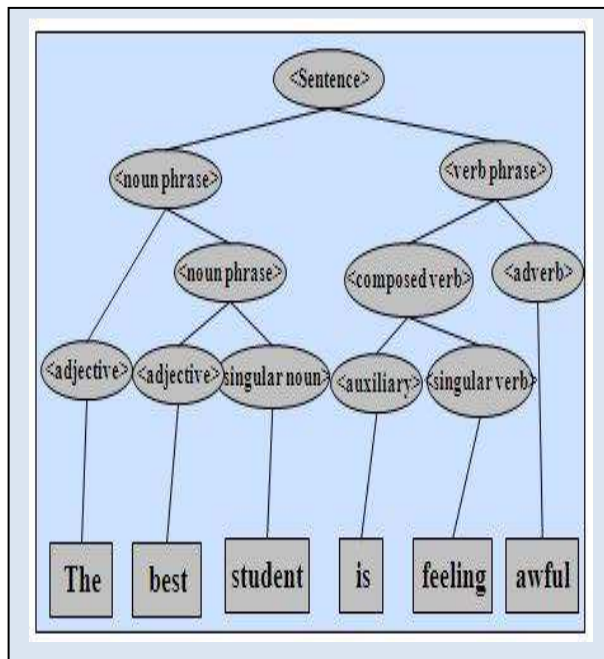 <Sentence>
<noun phrase> <verb phrase>
<noun phrase> <composed verb> <adverb>
<adjective> <adjective> singular noun> <auxiliary> <singular verb>
The best student is feeling awful